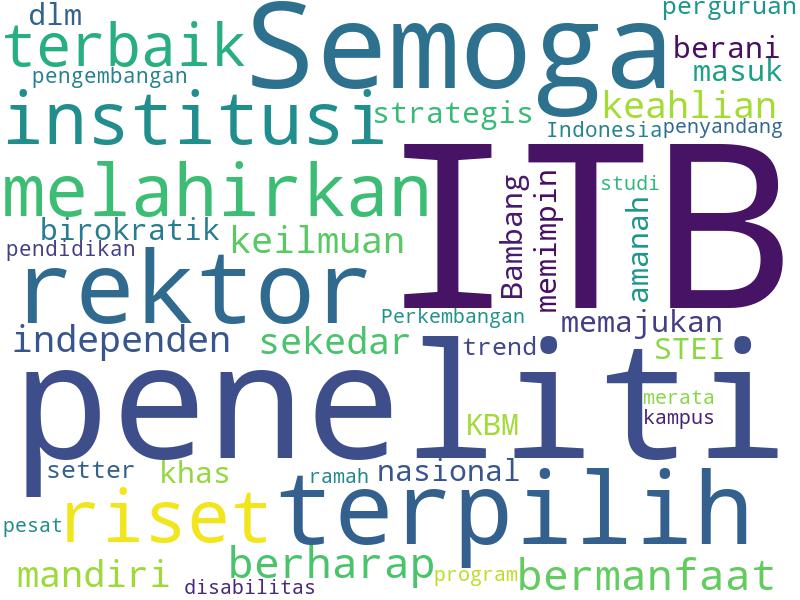 dlm
terbaik
Semoga
perguruan
berani
masuk
pengembangan
institusi
strategis
keahlian
Indonesia
penyandang
melahirkan
ITB
Bambang
memimpin
studi
amanah
birokratik
keilmuan
pendidikan
rektor
Perkembangan
memajukan
independen
sekedar
trend
STEI
peneliti
merata
kampus
KBM
setter
khas
ramah
nasional
pesat
riset
terpilih
mandiri
berharap
program
bermanfaat
disabilitas